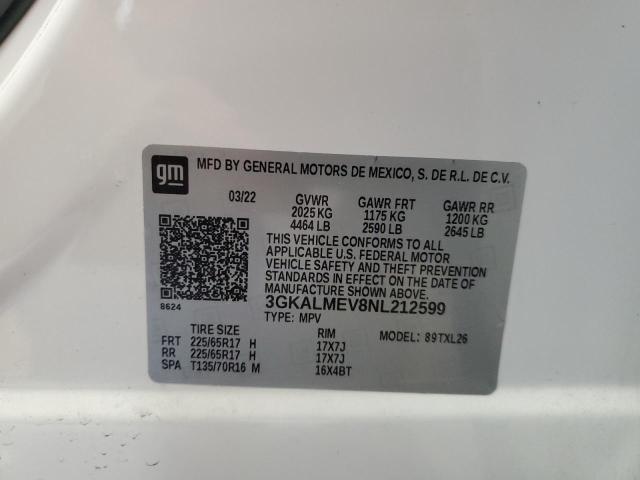 gm
MFD BY GENERAL MOTORS DE MEXICO, S. DE R.L. DE C.V.
03/22 GVWR GAWR FRT GAWR RR
2025 KG 1175 KG 1200 KG
4464 LB 2590 LB 2645 LB
THIS VEHICLE CONFORMS TO ALL
APPLICABLE U.S. FEDERAL MOTOR
VEHICLE SAFETY AND THEFT PREVENTION
STANDARDS IN EFFECT ON THE DATE OF
MANUFACTURE SHOWN ABOVE.
8624 3GKALMEV8NL212599
TYPE: MPV
TIRE SIZE RIM MODEL: 89TXL26
FRT 225/65R17 H 17X7J
RR 225/65R17 H 17X7J
SPA T135/70R16 M 16X4BT